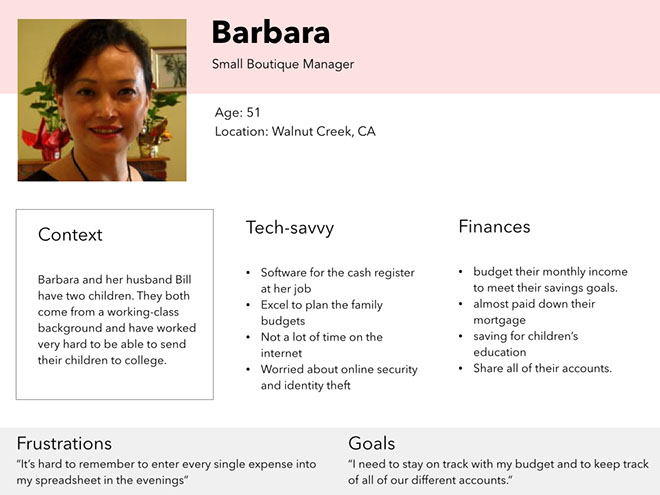 Barbara
Small Boutique Manager
Age: 51
Location: Walnut Creek, CA
Context
Barbara and her husband Bill
have two children. They both
come from a working-class
background and have worked
very hard to be able to send
their children to college.
Tech-savvy
• Software for the cash register
at her job
• Excel to plan the family
budgets
• Not a lot of time on the
internet
• Worried about online security
and identity theft
Finances
• budget their monthly income
to meet their savings goals.
• almost paid down their
mortgage
• saving for children’s
education
• Share all of their accounts.
Frustrations
“It’s hard to remember to enter every single expense into
my spreadsheet in the evenings”
Goals
“I need to stay on track with my budget and to keep track
of all of our different accounts.”